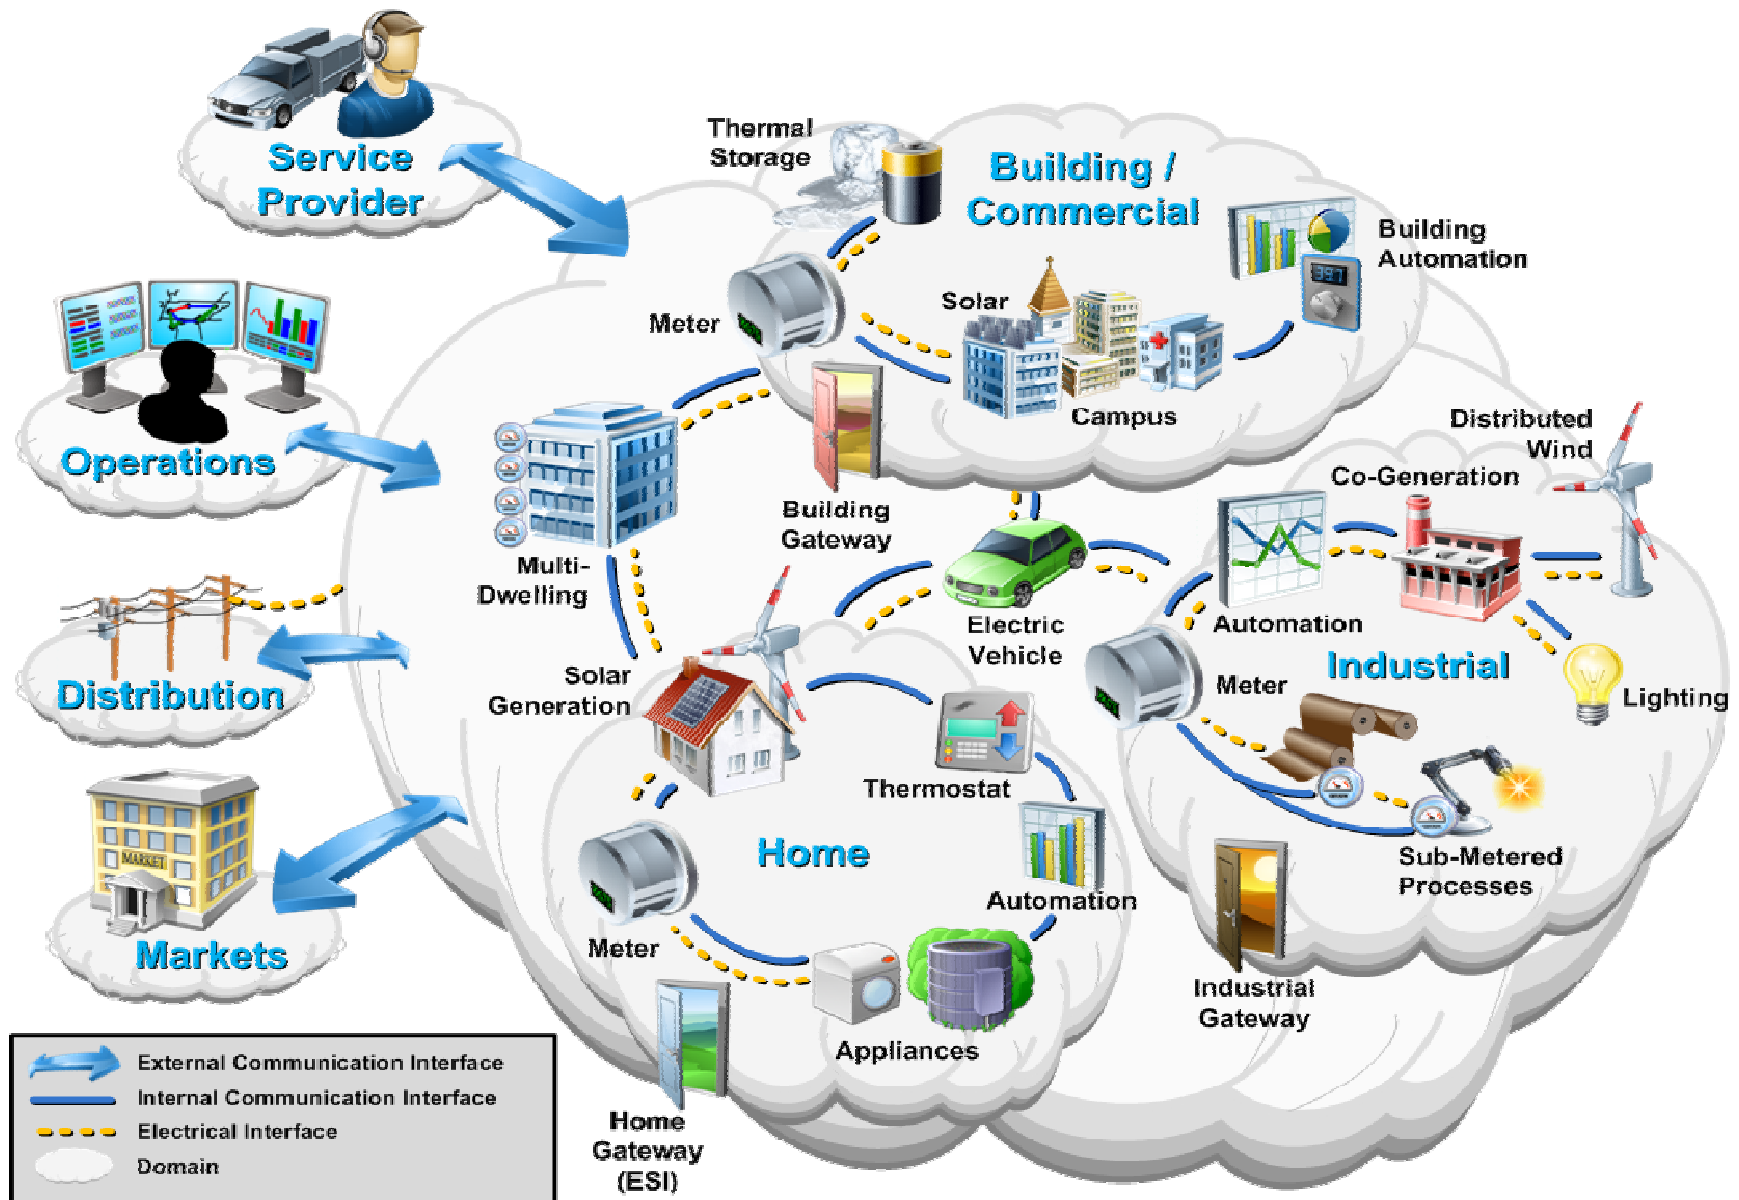 Service
Provider
Thermal
Storage
Building /
Commercial
Building
Automation
Meter
Solar
Campus
Operations
Building
Gateway
Multi-
Dwelling
Distributed
Wind
Co-Generation
Automation
Electric
Vehicle
Industrial
Meter
Lighting
Distribution
Solar
Generation
Thermostat
Home
Automation
Sub-Metered
Processes
MARKET
Markets
Meter
Appliances
Industrial
Gateway
Home
Gateway
(ESI)
External Communication Interface
Internal Communication Interface
Electrical Interface
Domain